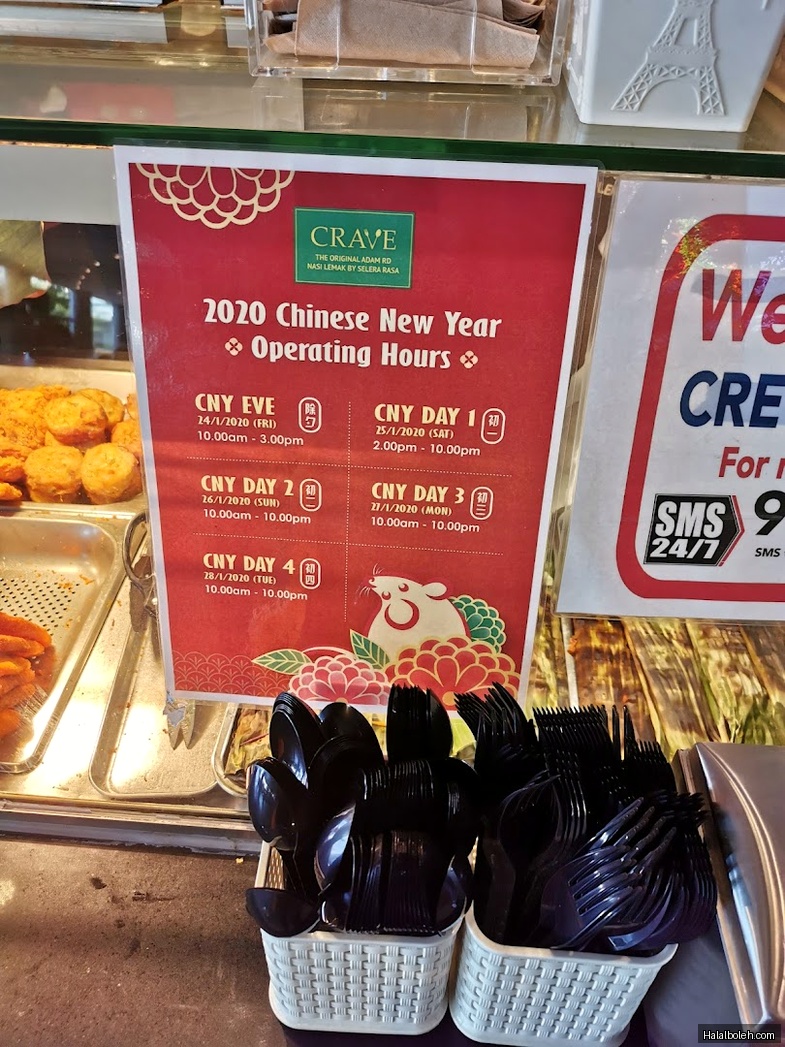 CRAVE
THE ORIGINAL ADAM RD
NASI LEMAK BY SELERA RASA
2020 Chinese New Year
Operating Hours
CNY EVE
除夕
24/1/2020 (FRI)
10.00am - 3.00pm
CNY DAY 1
初一
25/1/2020 (SAT)
2.00pm - 10.00pm
CNY DAY 2
初二
26/1/2020 (SUN)
10.00am - 10.00pm
CNY DAY 3
初三
27/1/2020 (MON)
10.00am - 10.00pm
CNY DAY 4
初四
28/1/2020 (TUE)
10.00am - 10.00pm
We
CRE
For
SMS
24/7
9
SMS
Halalboleh.com